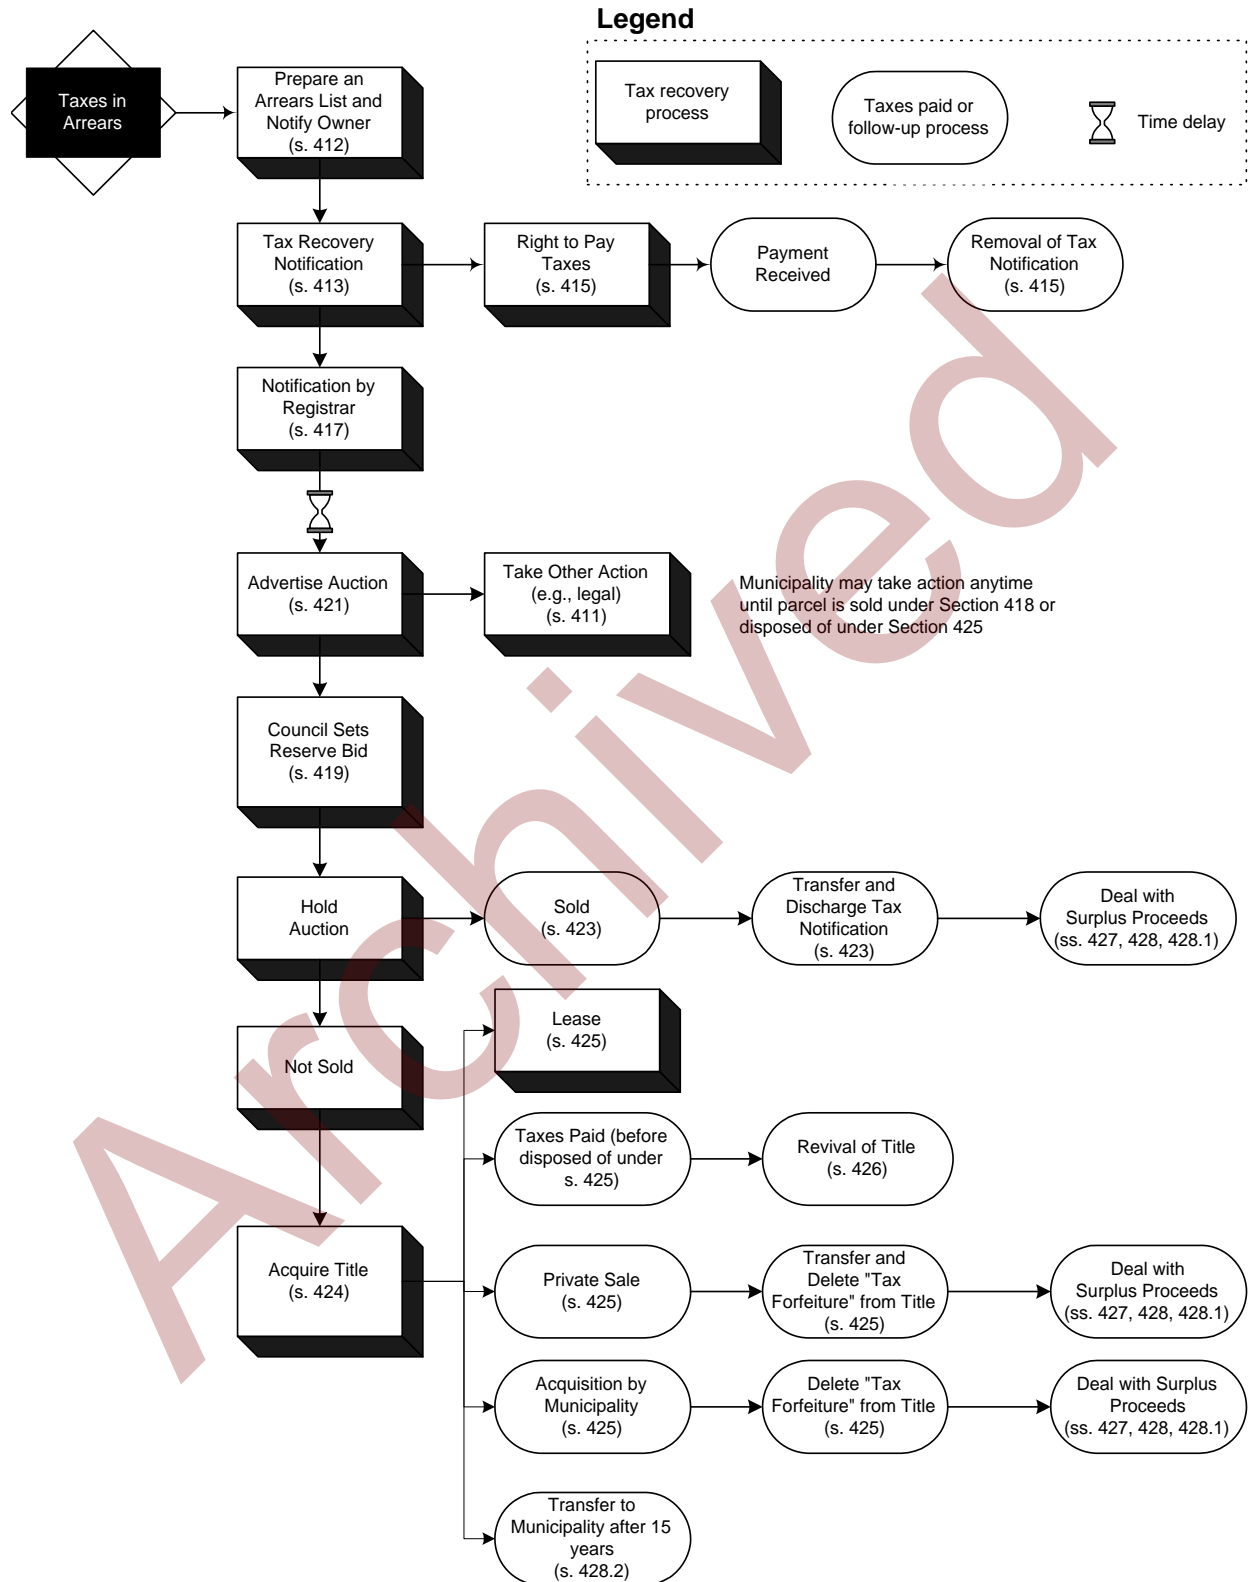 Legend
Taxes in
Arrears
Prepare an
Arrears List and
Notify Owner
(s. 412)
Tax recovery
process
Taxes paid or
follow-up process
Time delay
Tax Recovery
Notification
(s. 413)
Right to Pay
Taxes
(s. 415)
Payment
Received
Removal of Tax
Notification
(s. 415)
Notification by
Registrar
(s. 417)
Advertise Auction
(s. 421)
Take Other Action
(e.g., legal)
(s. 411)
Municipality may take action anytime
until parcel is sold under Section 418 or
disposed of under Section 425
Council Sets
Reserve Bid
(s. 419)
Hold
Auction
Sold
(s. 423)
Transfer and
Discharge Tax
Notification
(s. 423)
Deal with
Surplus Proceeds
(ss. 427, 428, 428.1)
Lease
(s. 425)
Not Sold
Taxes Paid (before
disposed of under
s. 425)
Revival of Title
(s. 426)
Acquire Title
(s. 424)
Private Sale
(s. 425)
Transfer and
Delete "Tax
Forfeiture" from Title
(s. 425)
Deal with
Surplus Proceeds
(ss. 427, 428, 428.1)
Acquisition by
Municipality
(s. 425)
Delete "Tax
Forfeiture" from Title
(s. 425)
Deal with Surplus
Proceeds
(ss. 427, 428, 428.1)
Transfer to
Municipality after 15
years
(s. 428.2)
Archived